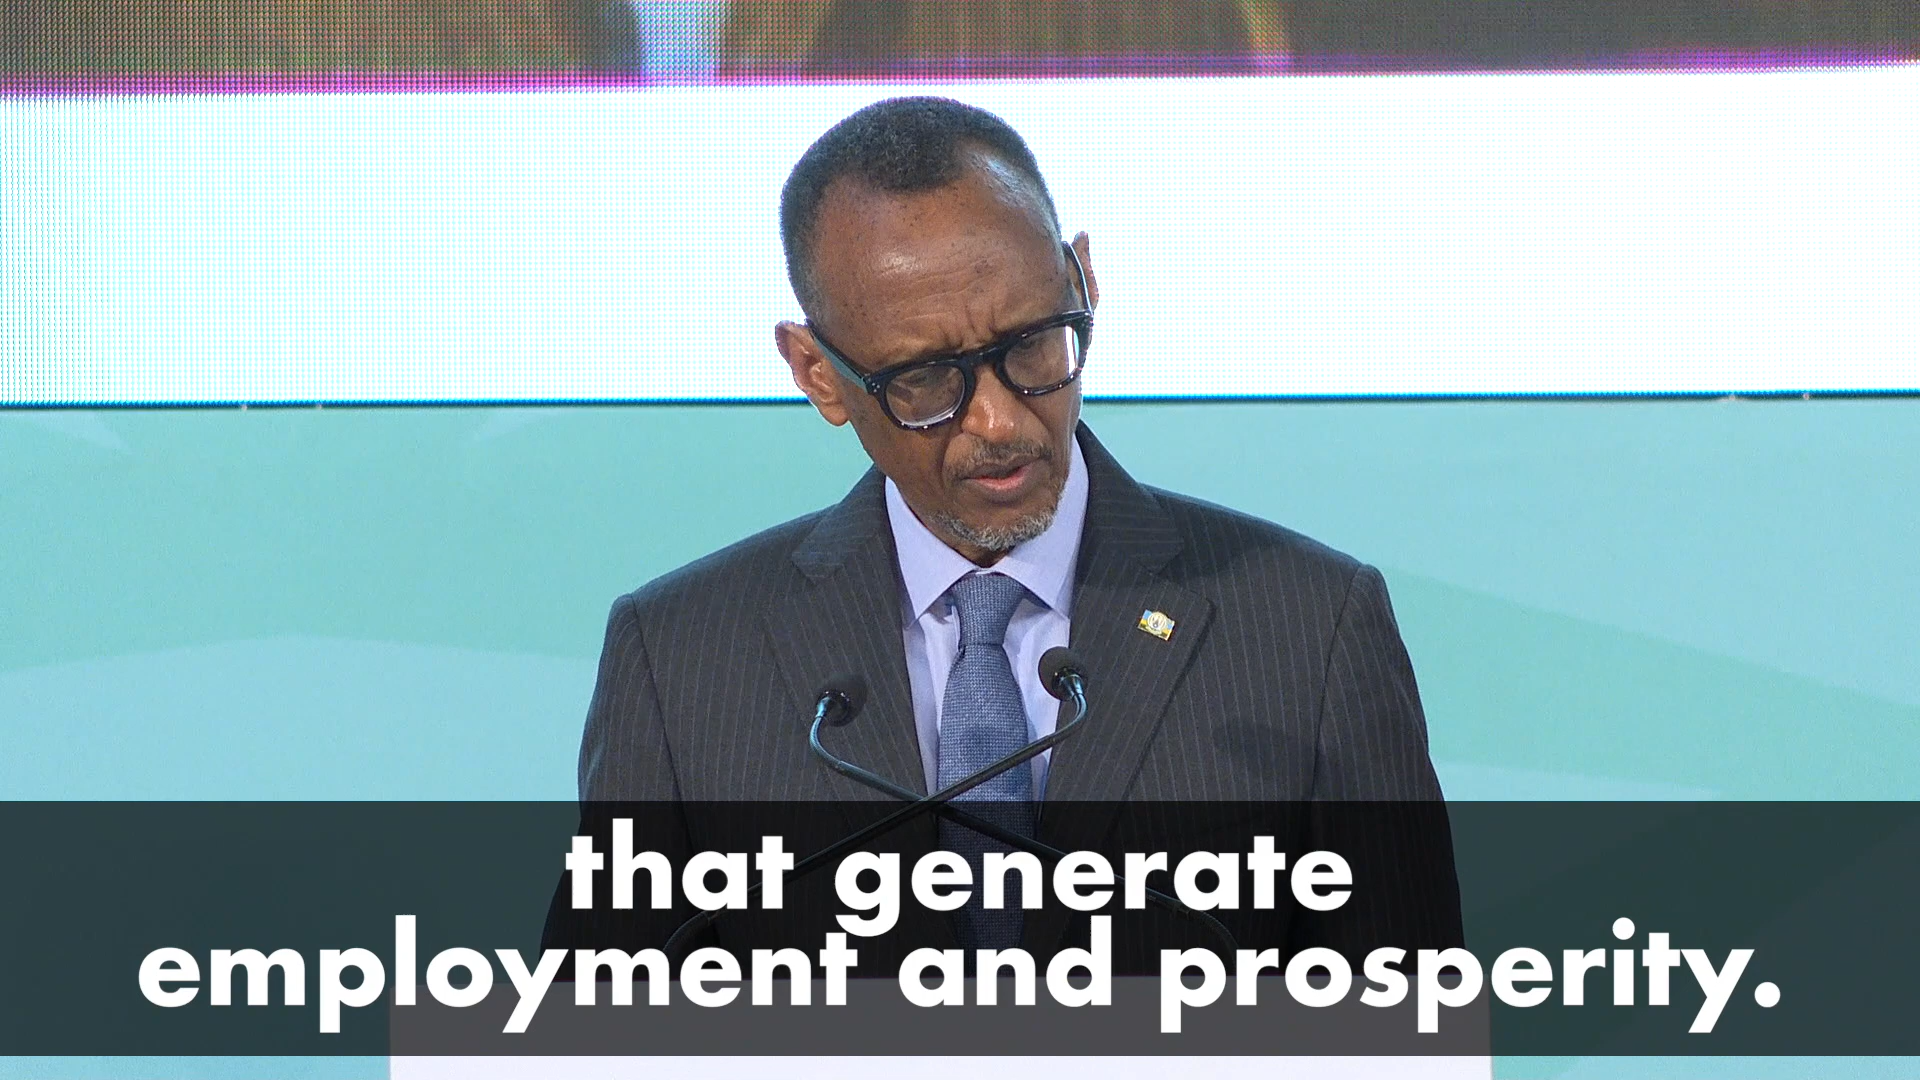 that generate
employment and prosperity.